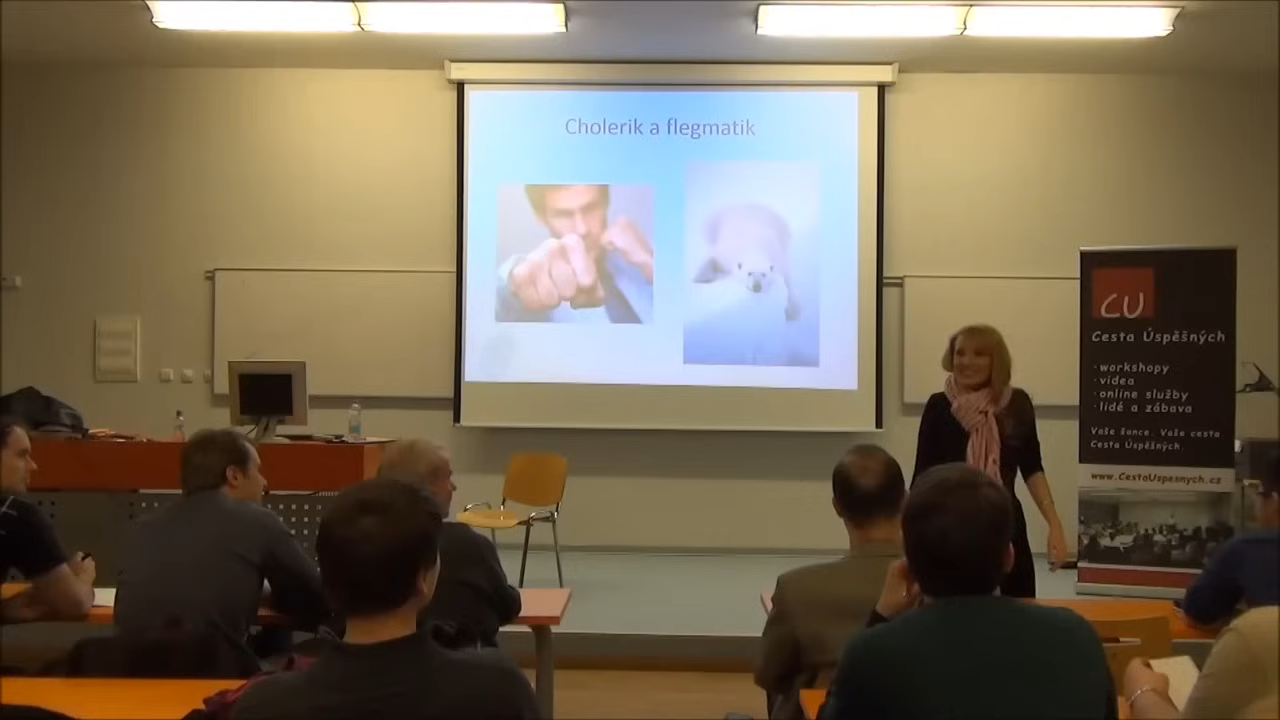 Cholerik a flegmatik
CU
Cesta Úspěšných
·workshopy
·videa
·online služby
·lidé a zábava
Vaše šance. Vaše cesta.
Cesta Úspěšných.
www.CestaUspesnych.cz